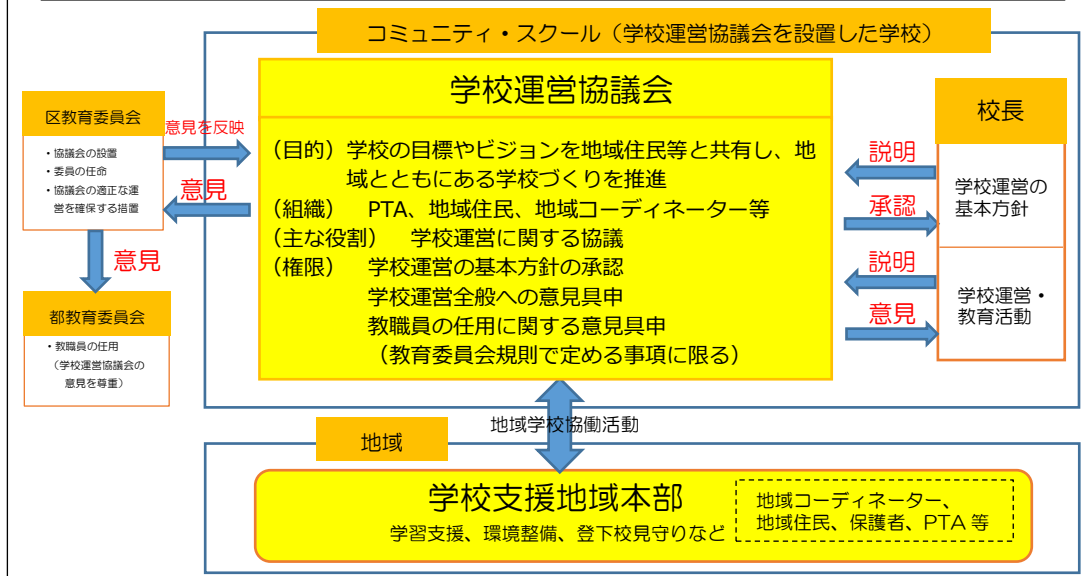 コミュニティ・スクール（学校運営協議会を設置した学校）
学校運営協議会
（目的）学校の目標やビジョンを地域住民等と共有し、地
域とともにある学校づくりを推進
（組織）　PTA、地域住民、地域コーディネーター等
（主な役割）　学校運営に関する協議
（権限）　学校運営の基本方針の承認
学校運営全般への意見具申
教職員の任用に関する意見具申
（教育委員会規則で定める事項に限る）
区教育委員会
・協議会の設置
・委員の任命
・協議会の適正な運
営を確保する措置
意見を反映
意見
意見
都教育委員会
・教職員の任用
（学校運営協議会の
意見を尊重）
校長
説明
承認
学校運営の
基本方針
説明
意見
学校運営・
教育活動
地域学校協働活動
地域
学校支援地域本部
学習支援、環境整備、登下校見守りなど
地域コーディネーター、
地域住民、保護者、PTA 等